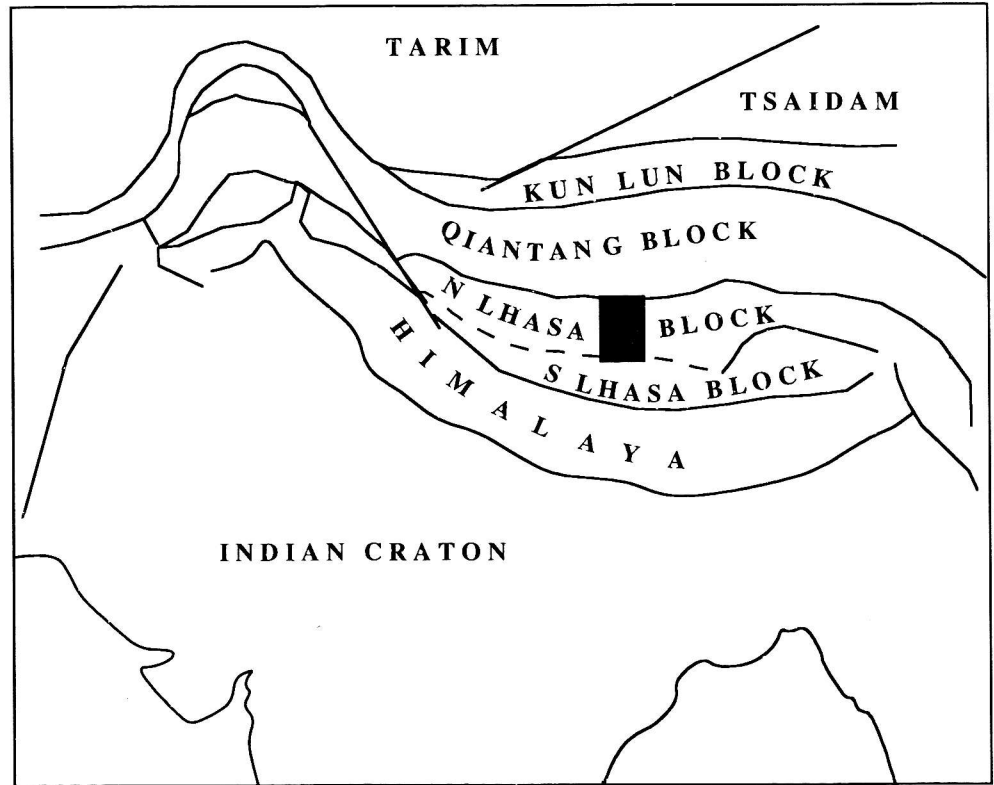 TARIM
TSAIDAM
KUN LUN BLOCK
QIANTANG BLOCK
N LHASA BLOCK
S LHASA BLOCK
HIMALAYA
INDIAN CRATON